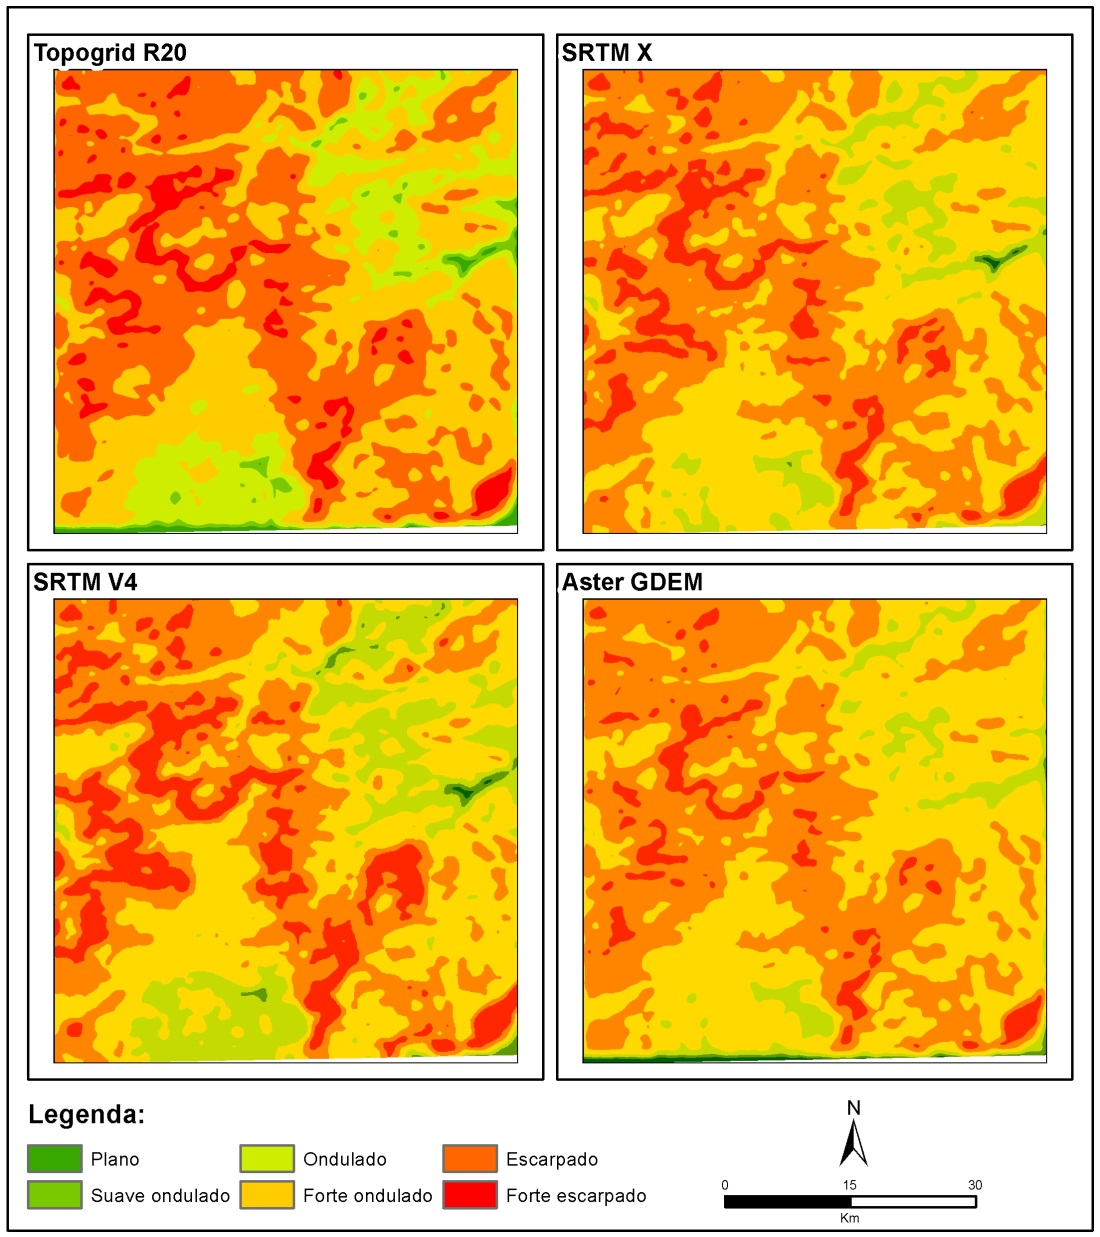 Topogrid R20
SRTM X
SRTM V4
Aster GDEM
Legenda:
Plano
Ondulado
Escarpado
Suave ondulado
Forte ondulado
Forte escarpado
N
0 15 30
Km